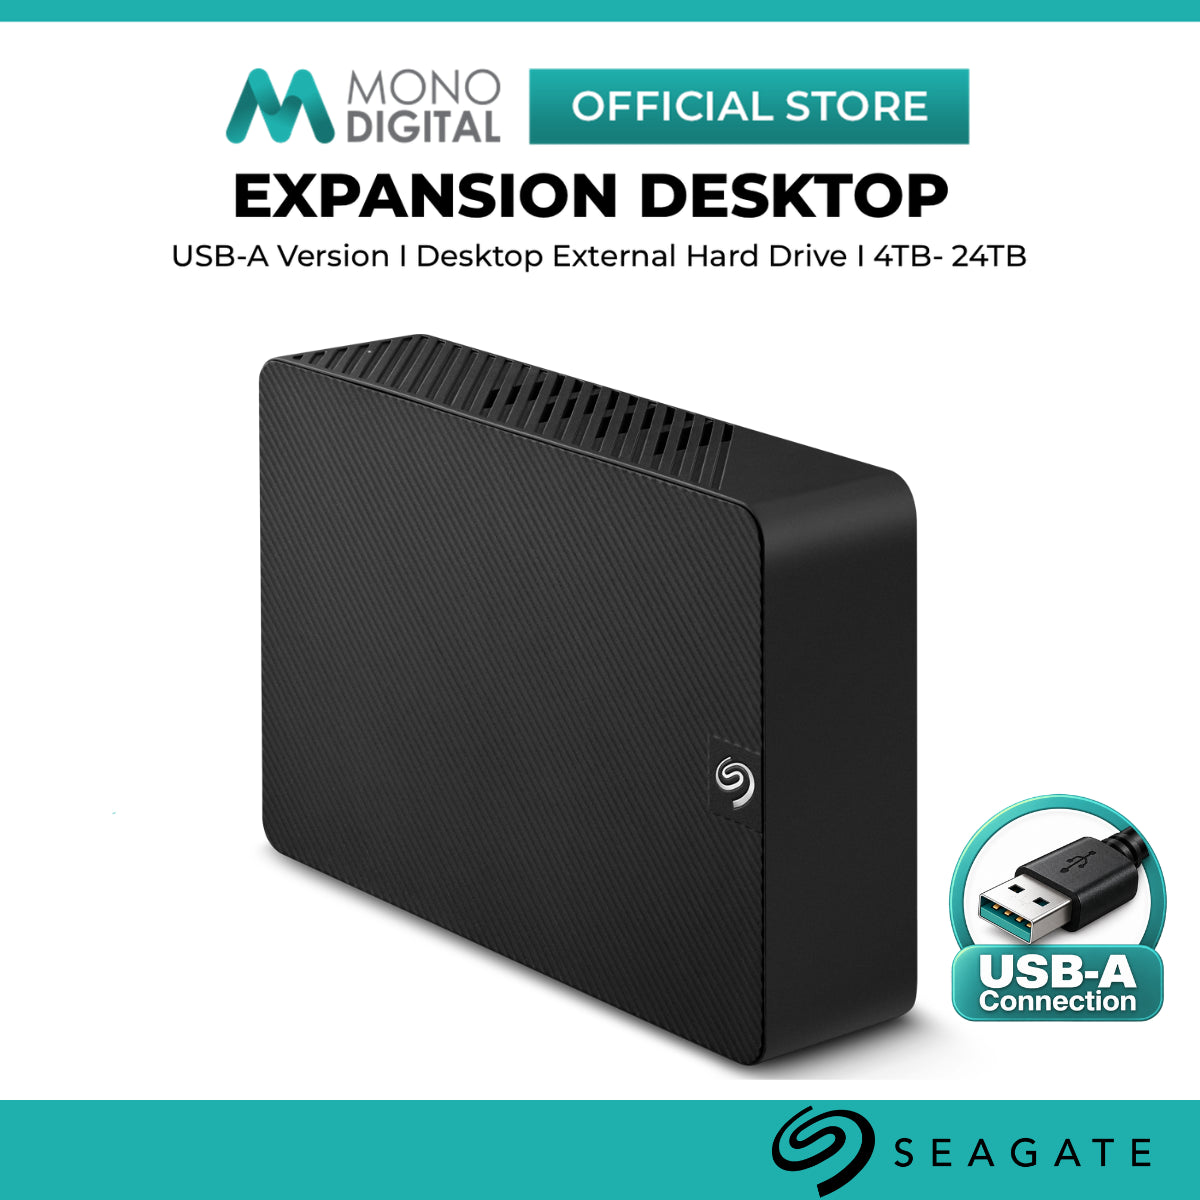 MONO
DIGITAL
OFFICIAL STORE
EXPANSION DESKTOP
USB-A Version I Desktop External Hard Drive I 4TB- 24TB
USB-A
Connection
SEAGATE